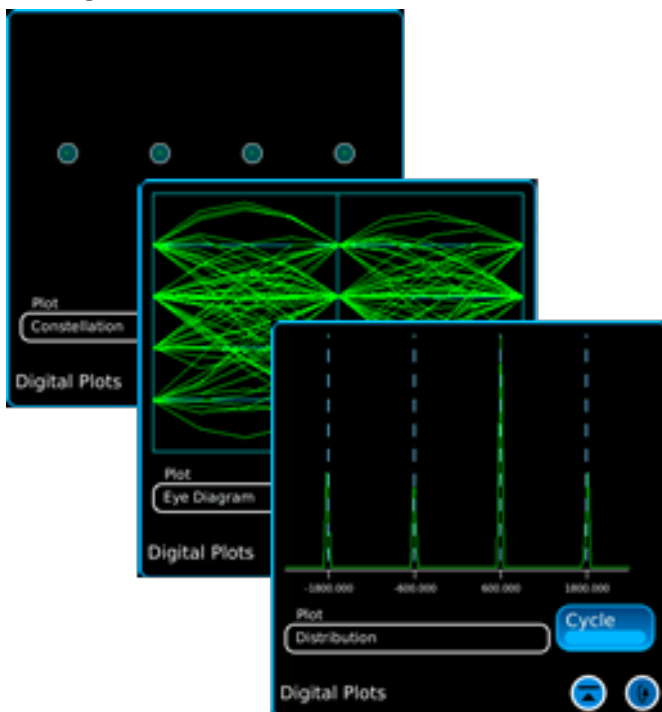 Plot
Constellation
Digital Plots
Plot
Eye Diagram
Digital Plots
-1800.000 -600.000 600.000 1800.000
Plot
Distribution
Cycle
Digital Plots